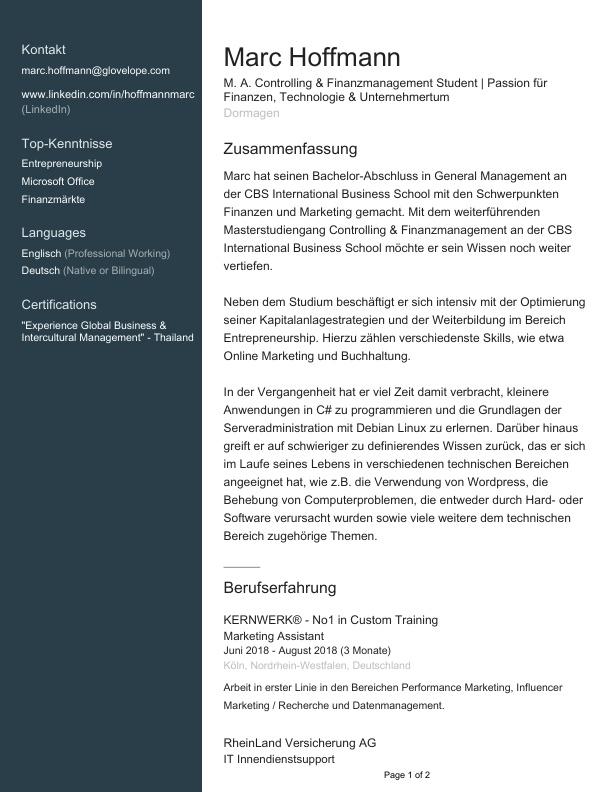 Kontakt
marc.hoffmann@glovelope.com
www.linkedin.com/in/hoffmannmarc
(LinkedIn)
Top-Kenntnisse
Entrepreneurship
Microsoft Office
Finanzmärkte
Languages
Englisch (Professional Working)
Deutsch (Native or Bilingual)
Certifications
"Experience Global Business &
Intercultural Management" - Thailand
Marc Hoffmann
M. A. Controlling & Finanzmanagement Student | Passion für
Finanzen, Technologie & Unternehmertum
Dormagen
Zusammenfassung
Marc hat seinen Bachelor-Abschluss in General Management an
der CBS International Business School mit den Schwerpunkten
Finanzen und Marketing gemacht. Mit dem weiterführenden
Masterstudiengang Controlling & Finanzmanagement an der CBS
International Business School möchte er sein Wissen noch weiter
vertiefen.
Neben dem Studium beschäftigt er sich intensiv mit der Optimierung
seiner Kapitalanlagestrategien und der Weiterbildung im Bereich
Entrepreneurship. Hierzu zählen verschiedenste Skills, wie etwa
Online Marketing und Buchhaltung.
In der Vergangenheit hat er viel Zeit damit verbracht, kleinere
Anwendungen in C# zu programmieren und die Grundlagen der
Serveradministration mit Debian Linux zu erlernen. Darüber hinaus
greift er auf schwieriger zu definierendes Wissen zurück, das er sich
im Laufe seines Lebens in verschiedenen technischen Bereichen
angeeignet hat, wie z.B. die Verwendung von Wordpress, die
Behebung von Computerproblemen, die entweder durch Hard- oder
Software verursacht wurden sowie viele weitere dem technischen
Bereich zugehörige Themen.
Berufserfahrung
KERNWERK® - No1 in Custom Training
Marketing Assistant
Juni 2018 - August 2018 (3 Monate)
Köln, Nordrhein-Westfalen, Deutschland
Arbeit in erster Linie in den Bereichen Performance Marketing, Influencer
Marketing / Recherche und Datenmanagement.
RheinLand Versicherung AG
IT Innendienstsupport
Page 1 of 2